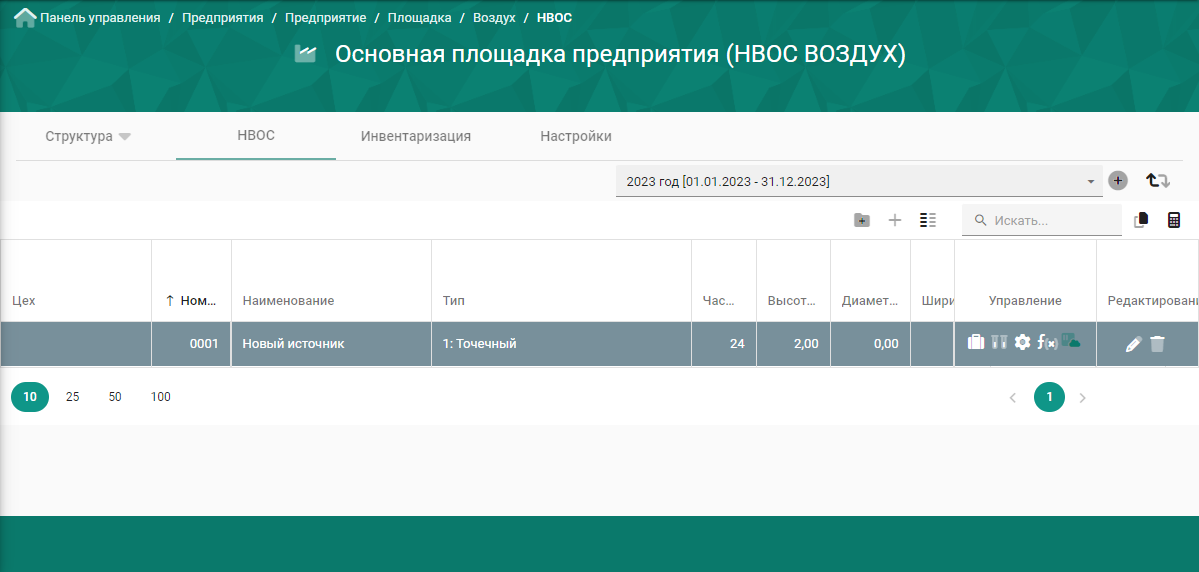 Панель управления / Предприятия / Предприятие / Площадка / Воздух / НВОС
Основная площадка предприятия (НВОС ВОЗДУХ)
Структура НВОС Инвентаризация Настройки
2023 год [01.01.2023 - 31.12.2023]
Искать...
Цех ↑ Ном... Наименование Тип Час... Высот... Диамет... Шири Управление Редактирован
0001 Новый источник 1: Точечный 24 2,00 0,00 f(x)
10 25 50 100 1